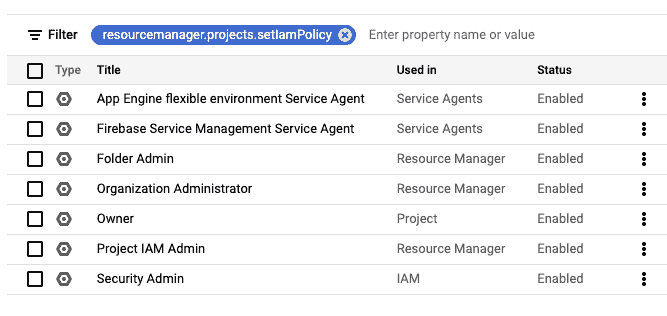 Filter resourcemanager.projects.setIamPolicy Enter property name or value
Type Title Used in Status
App Engine flexible environment Service Agent Service Agents Enabled
Firebase Service Management Service Agent Service Agents Enabled
Folder Admin Resource Manager Enabled
Organization Administrator Resource Manager Enabled
Owner Project Enabled
Project IAM Admin Resource Manager Enabled
Security Admin IAM Enabled